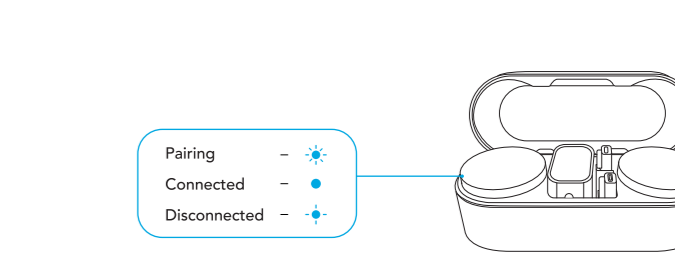 Pairing –
Connected –
Disconnected –